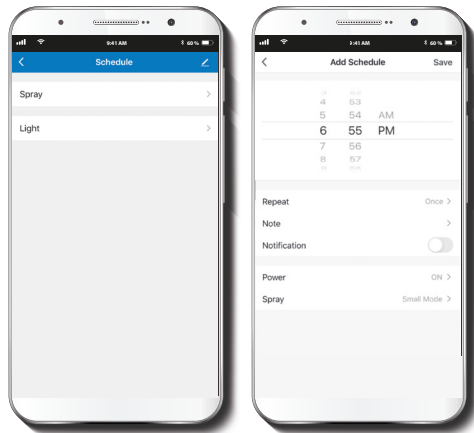 9:41 AM
60 %
Schedule
Spray
Light
9:41 AM
60 %
Add Schedule
Save
4 53
5 54 AM
6 55 PM
7 56
8 57
Repeat Once
Note
Notification
Power ON
Spray Small Mode